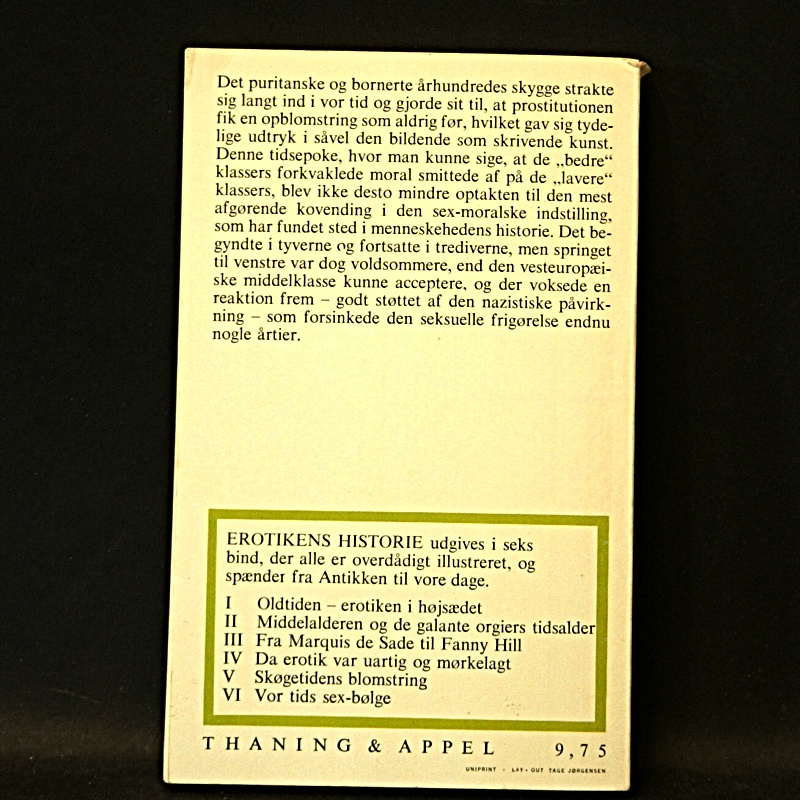 Det puritanske og bornerte århundredes skygge strakte
sig langt ind i vor tid og gjorde sit til, at prostitutionen
fik en opblomstring som aldrig før, hvilket gav sig tyde-
lige udtryk i såvel den bildende som skrivende kunst.
Denne tidsepoke, hvor man kunne sige, at de „bedre“
klassers forkvaklede moral smittede af på de „lavere“
klassers, blev ikke desto mindre optakten til den mest
afgørende kovending i den sex-moralske indstilling,
som har fundet sted i menneskehedens historie. Det be-
gyndte i tyverne og fortsatte i trediverne, men springet
til venstre var dog voldsommere, end den vesteuropæi-
ske middelklasse kunne acceptere, og der voksede en
reaktion frem – godt støttet af den nazistiske påvirk-
ning – som forsinkede den seksuelle frigørelse endnu
nogle årtier.
EROTIKENS HISTORIE udgives i seks
bind, der alle er overdådigt illustreret, og
spænder fra Antikken til vore dage.
I Oldtiden – erotiken i højsædet
II Middelalderen og de galante orgiers tidsalder
III Fra Marquis de Sade til Fanny Hill
IV Da erotik var uartig og mørkelagt
V Skøgetidens blomstring
VI Vor tids sex-bølge
THANING & APPEL 9,75
UNIPRINT - LAY-OUT TAGE JØRGENSEN